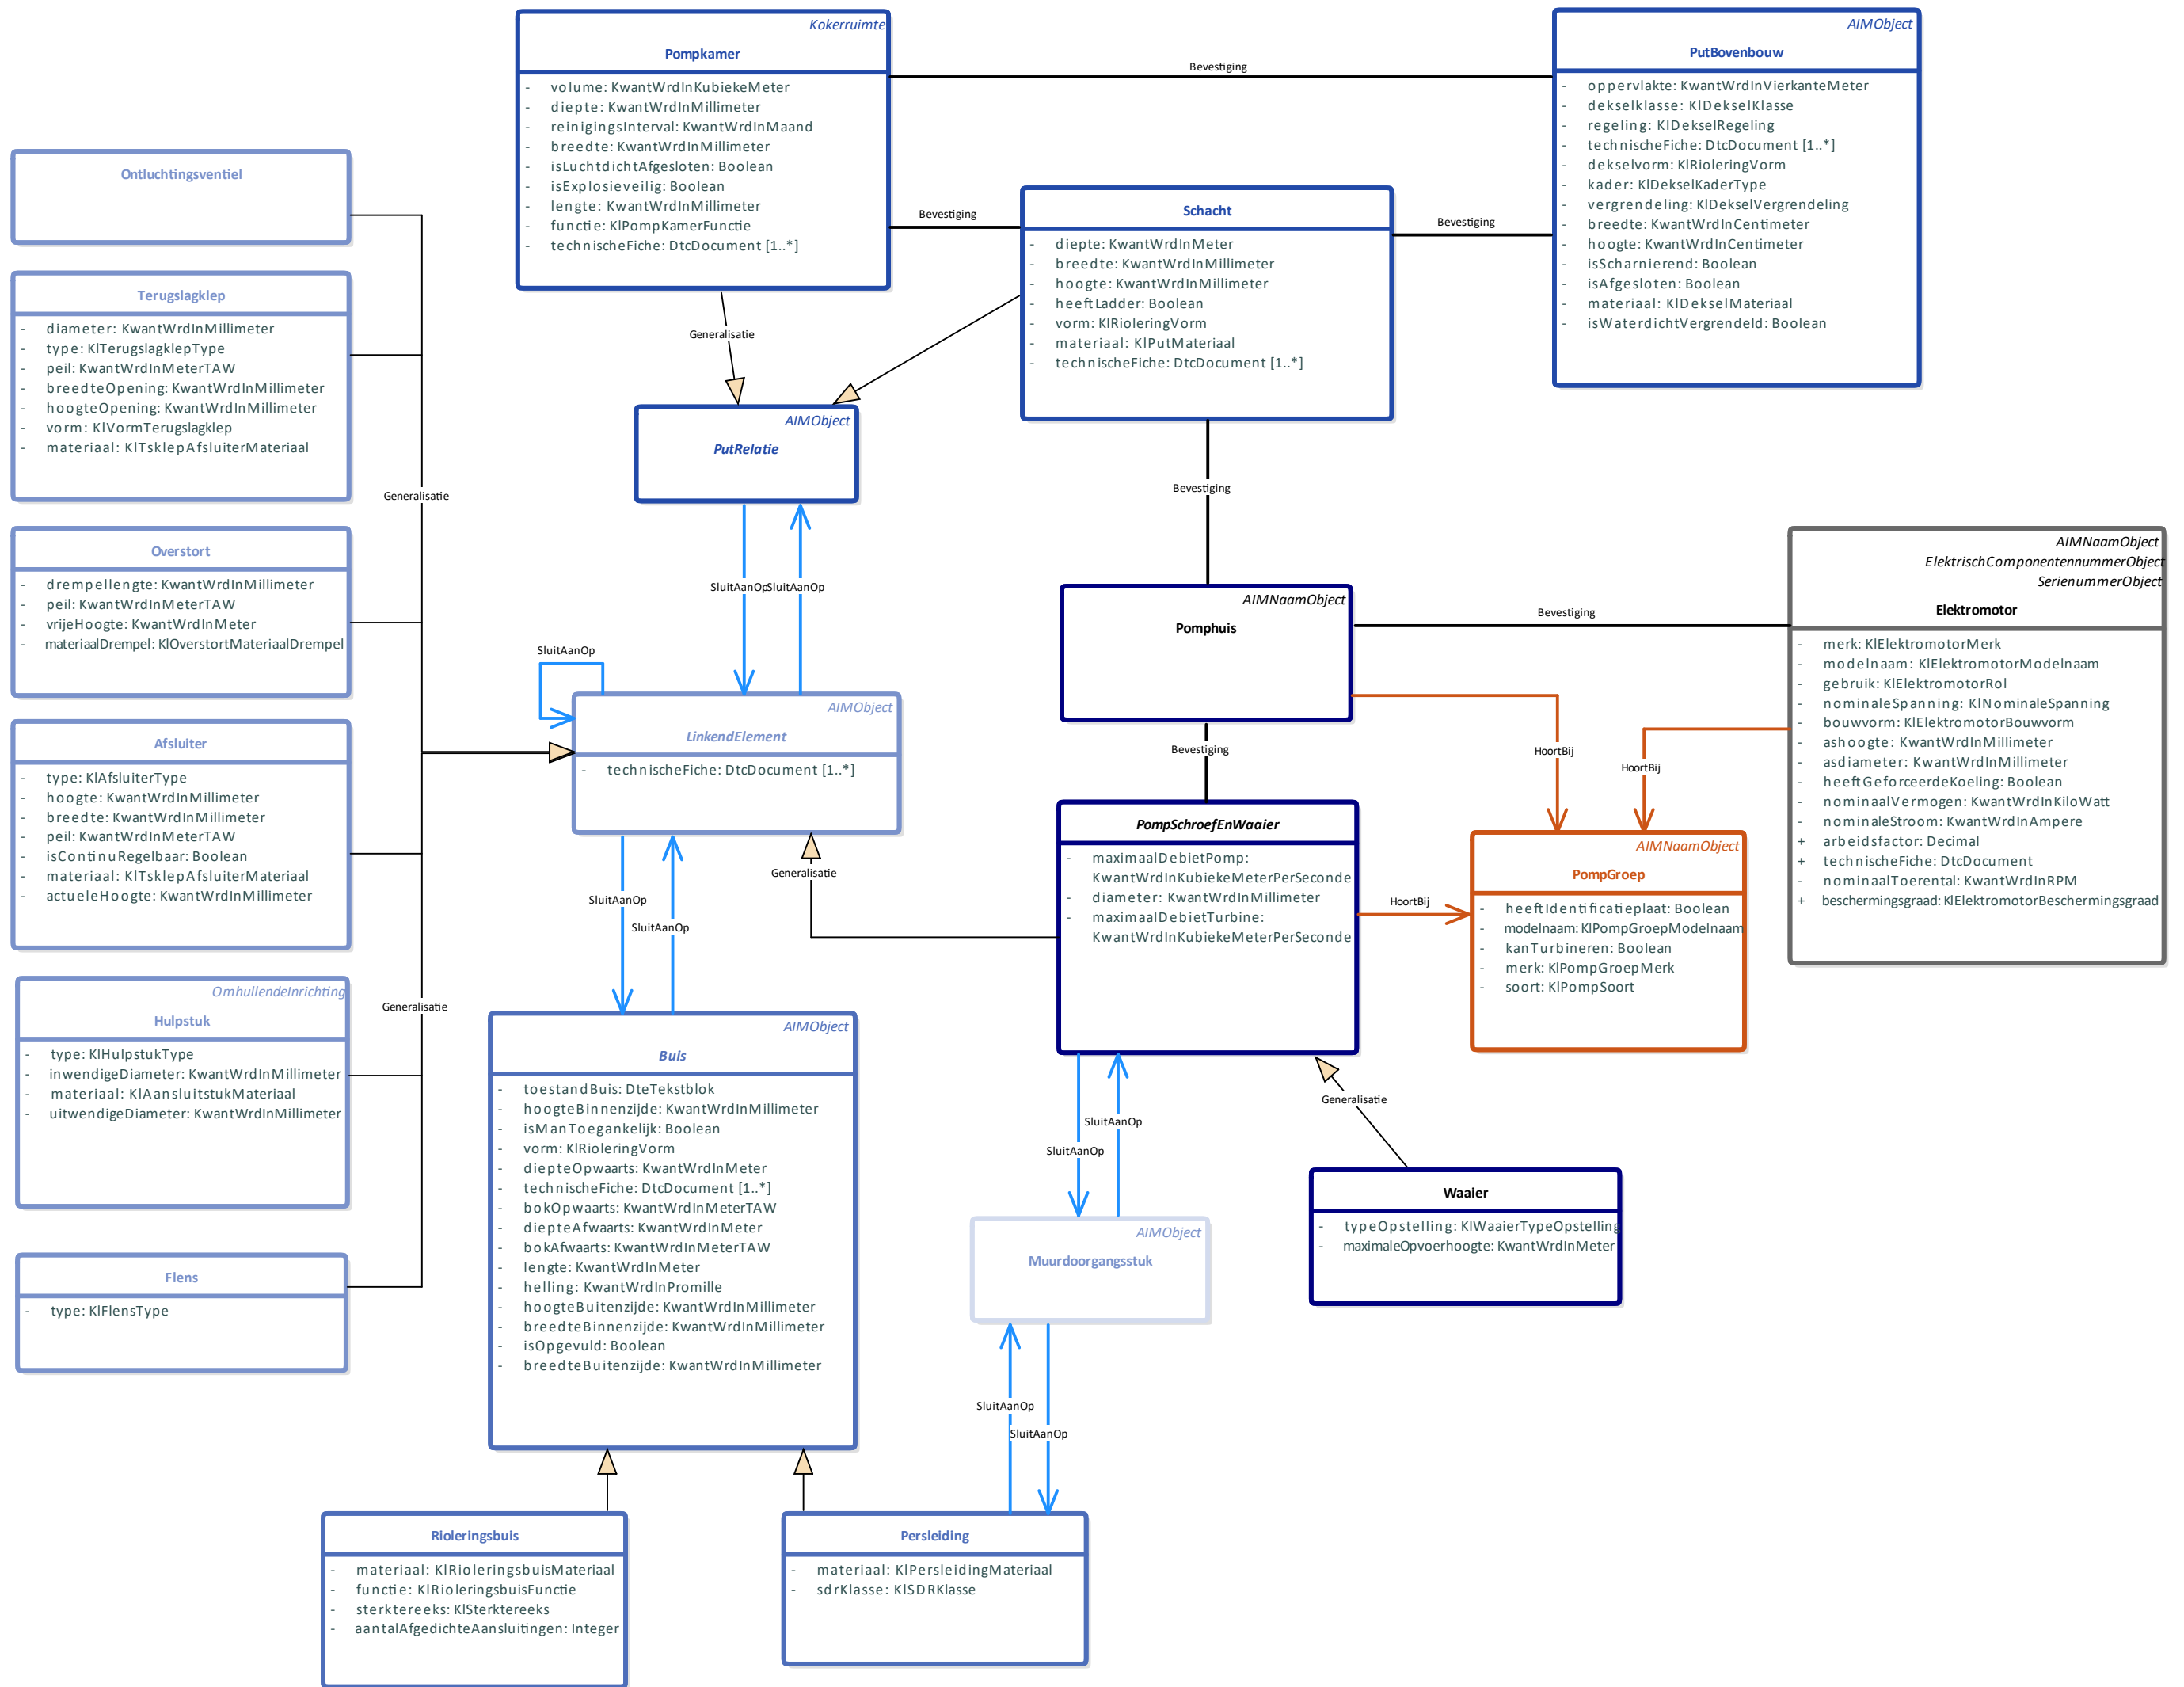 Kokerruimte
Pompkamer
- volume: KwantWrdInKubiekeMeter
- diepte: KwantWrdInMillimeter
- reinigingsInterval: KwantWrdInMaand
- breedte: KwantWrdInMillimeter
- isLuchtdichtAfgesloten: Boolean
- isExplosieveilig: Boolean
- lengte: KwantWrdInMillimeter
- functie: KlPompKamerFunctie
- technischeFiche: DtcDocument [1..*]
Bevestiging
AIMObject
PutBovenbouw
- oppervlakte: KwantWrdInVierkanteMeter
- dekselklasse: KlDekselKlasse
- regeling: KlDekselRegeling
- technischeFiche: DtcDocument [1..*]
- dekselvorm: KlRioleringVorm
- kader: KlDekselKaderType
- vergrendeling: KlDekselVergrendeling
- breedte: KwantWrdInCentimeter
- hoogte: KwantWrdInCentimeter
- isScharnierend: Boolean
- isAfgesloten: Boolean
- materiaal: KlDekselMateriaal
- isWaterdichtVergrendeld: Boolean
Bevestiging
Schacht
- diepte: KwantWrdInMeter
- breedte: KwantWrdInMillimeter
- hoogte: KwantWrdInMillimeter
- heeftLadder: Boolean
- vorm: KlRioleringVorm
- materiaal: KlPutMateriaal
- technischeFiche: DtcDocument [1..*]
Bevestiging
Ontluchtingsventiel
Terugslagklep
- diameter: KwantWrdInMillimeter
- type: KlTerugslagklepType
- peil: KwantWrdInMeterTAW
- breedteOpening: KwantWrdInMillimeter
- hoogteOpening: KwantWrdInMillimeter
- vorm: KlVormTerugslagklep
- materiaal: KlTsklepAfsluiterMateriaal
Generalisatie
Generalisatie
AIMObject
PutRelatie
Bevestiging
Overstort
- drempellengte: KwantWrdInMillimeter
- peil: KwantWrdInMeterTAW
- vrijeHoogte: KwantWrdInMeter
- materiaalDrempel: KlOverstortMateriaalDrempel
SluitAanOp
SluitAanOp
SluitAanOp
AIMNaamObject
Pomphuis
Bevestiging
AIMNaamObject
ElektrischComponentennummerObject
SerienummerObject
Elektromotor
- merk: KlElektromotorMerk
- modelnaam: KlElektromotorModelnaam
- gebruik: KlElektromotorRol
- nominaleSpanning: KlNominaleSpanning
- bouwvorm: KlElektromotorBouwvorm
- ashoogte: KwantWrdInMillimeter
- asdiameter: KwantWrdInMillimeter
- heeftGeforceerdeKoeling: Boolean
- nominaalVermogen: KwantWrdInKiloWatt
- nominaleStroom: KwantWrdInAmpere
+ arbeidsfactor: Decimal
+ technischeFiche: DtcDocument
- nominaalToerental: KwantWrdInRPM
+ beschermingsgraad: KlElektromotorBeschermingsgraad
Afsluiter
- type: KlAfsluiterType
- hoogte: KwantWrdInMillimeter
- breedte: KwantWrdInMillimeter
- peil: KwantWrdInMeterTAW
- isContinuRegelbaar: Boolean
- materiaal: KlTsklepAfsluiterMateriaal
- actueleHoogte: KwantWrdInMillimeter
AIMObject
LinkendElement
- technischeFiche: DtcDocument [1..*]
Bevestiging
HoortBij
HoortBij
PompSchroefEnWaaier
- maximaalDebietPomp:
KwantWrdInKubiekeMeterPerSeconde
- diameter: KwantWrdInMillimeter
- maximaalDebietTurbine:
KwantWrdInKubiekeMeterPerSeconde
HoortBij
AIMNaamObject
PompGroep
- heeftIdentificatieplaat: Boolean
- modelnaam: KlPompGroepModelnaam
- kanTurbineren: Boolean
- merk: KlPompGroepMerk
- soort: KlPompSoort
Generalisatie
SluitAanOp
SluitAanOp
Generalisatie
OmhullendeInrichting
Hulpstuk
- type: KlHulpstukType
- inwendigeDiameter: KwantWrdInMillimeter
- materiaal: KlAansluitstukMateriaal
- uitwendigeDiameter: KwantWrdInMillimeter
AIMObject
Buis
- toestandBuis: DteTekstblok
- hoogteBinnenzijde: KwantWrdInMillimeter
- isManToegankelijk: Boolean
- vorm: KlRioleringVorm
- diepteOpwaarts: KwantWrdInMeter
- technischeFiche: DtcDocument [1..*]
- bokOpwaarts: KwantWrdInMeterTAW
- diepteAfwaarts: KwantWrdInMeter
- bokAfwaarts: KwantWrdInMeterTAW
- lengte: KwantWrdInMeter
- helling: KwantWrdInPromille
- hoogteBuitenzijde: KwantWrdInMillimeter
- breedteBinnenzijde: KwantWrdInMillimeter
- isOpgevuld: Boolean
- breedteBuitenzijde: KwantWrdInMillimeter
SluitAanOp
SluitAanOp
Generalisatie
Waaier
- typeOpstelling: KlWaaierTypeOpstelling
- maximaleOpvoerhoogte: KwantWrdInMeter
AIMObject
Muurdoorgangsstuk
Flens
- type: KlFlensType
SluitAanOp
SluitAanOp
Rioleringsbuis
- materiaal: KlRioleringsbuisMateriaal
- functie: KlRioleringsbuisFunctie
- sterktereeks: KlSterktereeks
- aantalAfgedichteAansluitingen: Integer
Persleiding
- materiaal: KlPersleidingMateriaal
- sdrKlasse: KlSDRKlasse